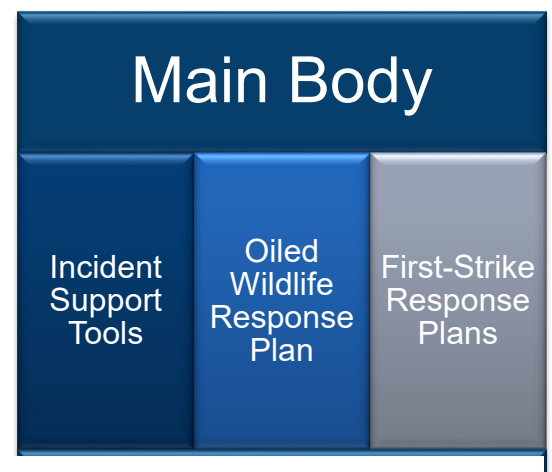 Main Body
Incident
Support
Tools
Oiled
Wildlife
Response
Plan
First-Strike
Response
Plans